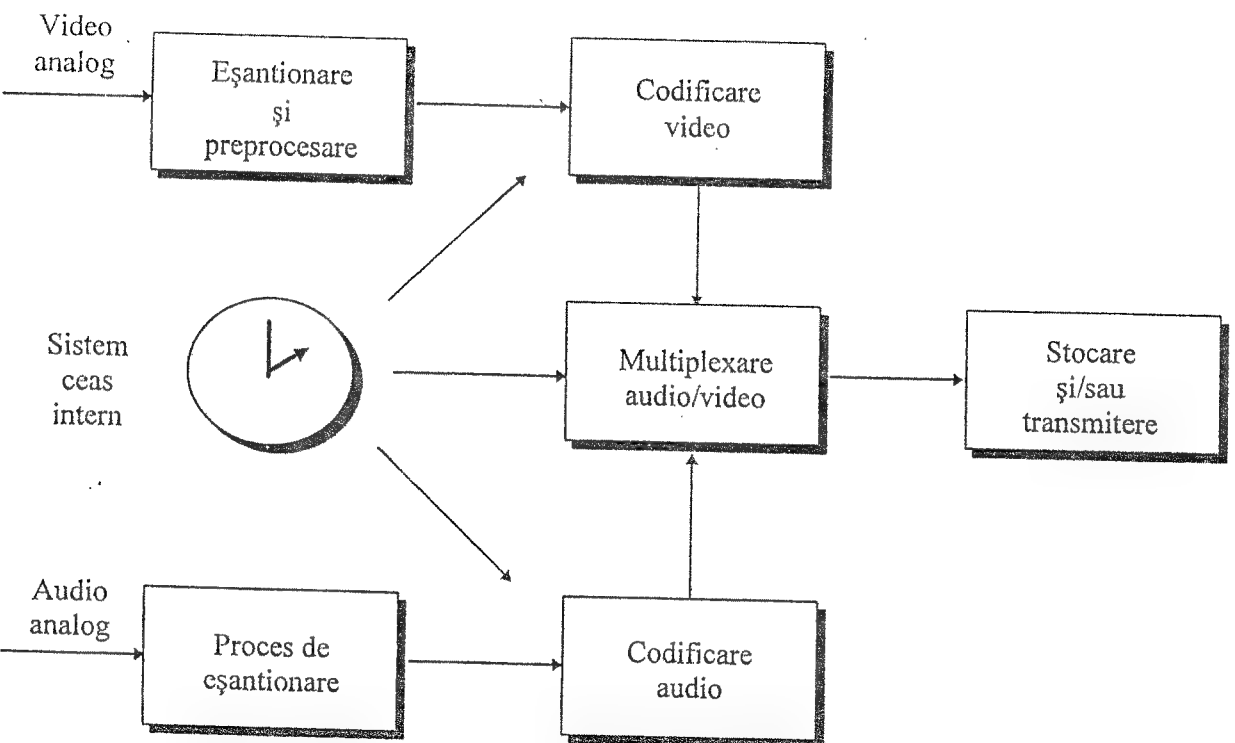 Video
analog
Eşantionare
şi
preprocesare
Codificare
video
Sistem
ceas
intern
Multiplexare
audio/video
Stocare
şi/sau
transmitere
Audio
analog
Proces de
eşantionare
Codificare
audio